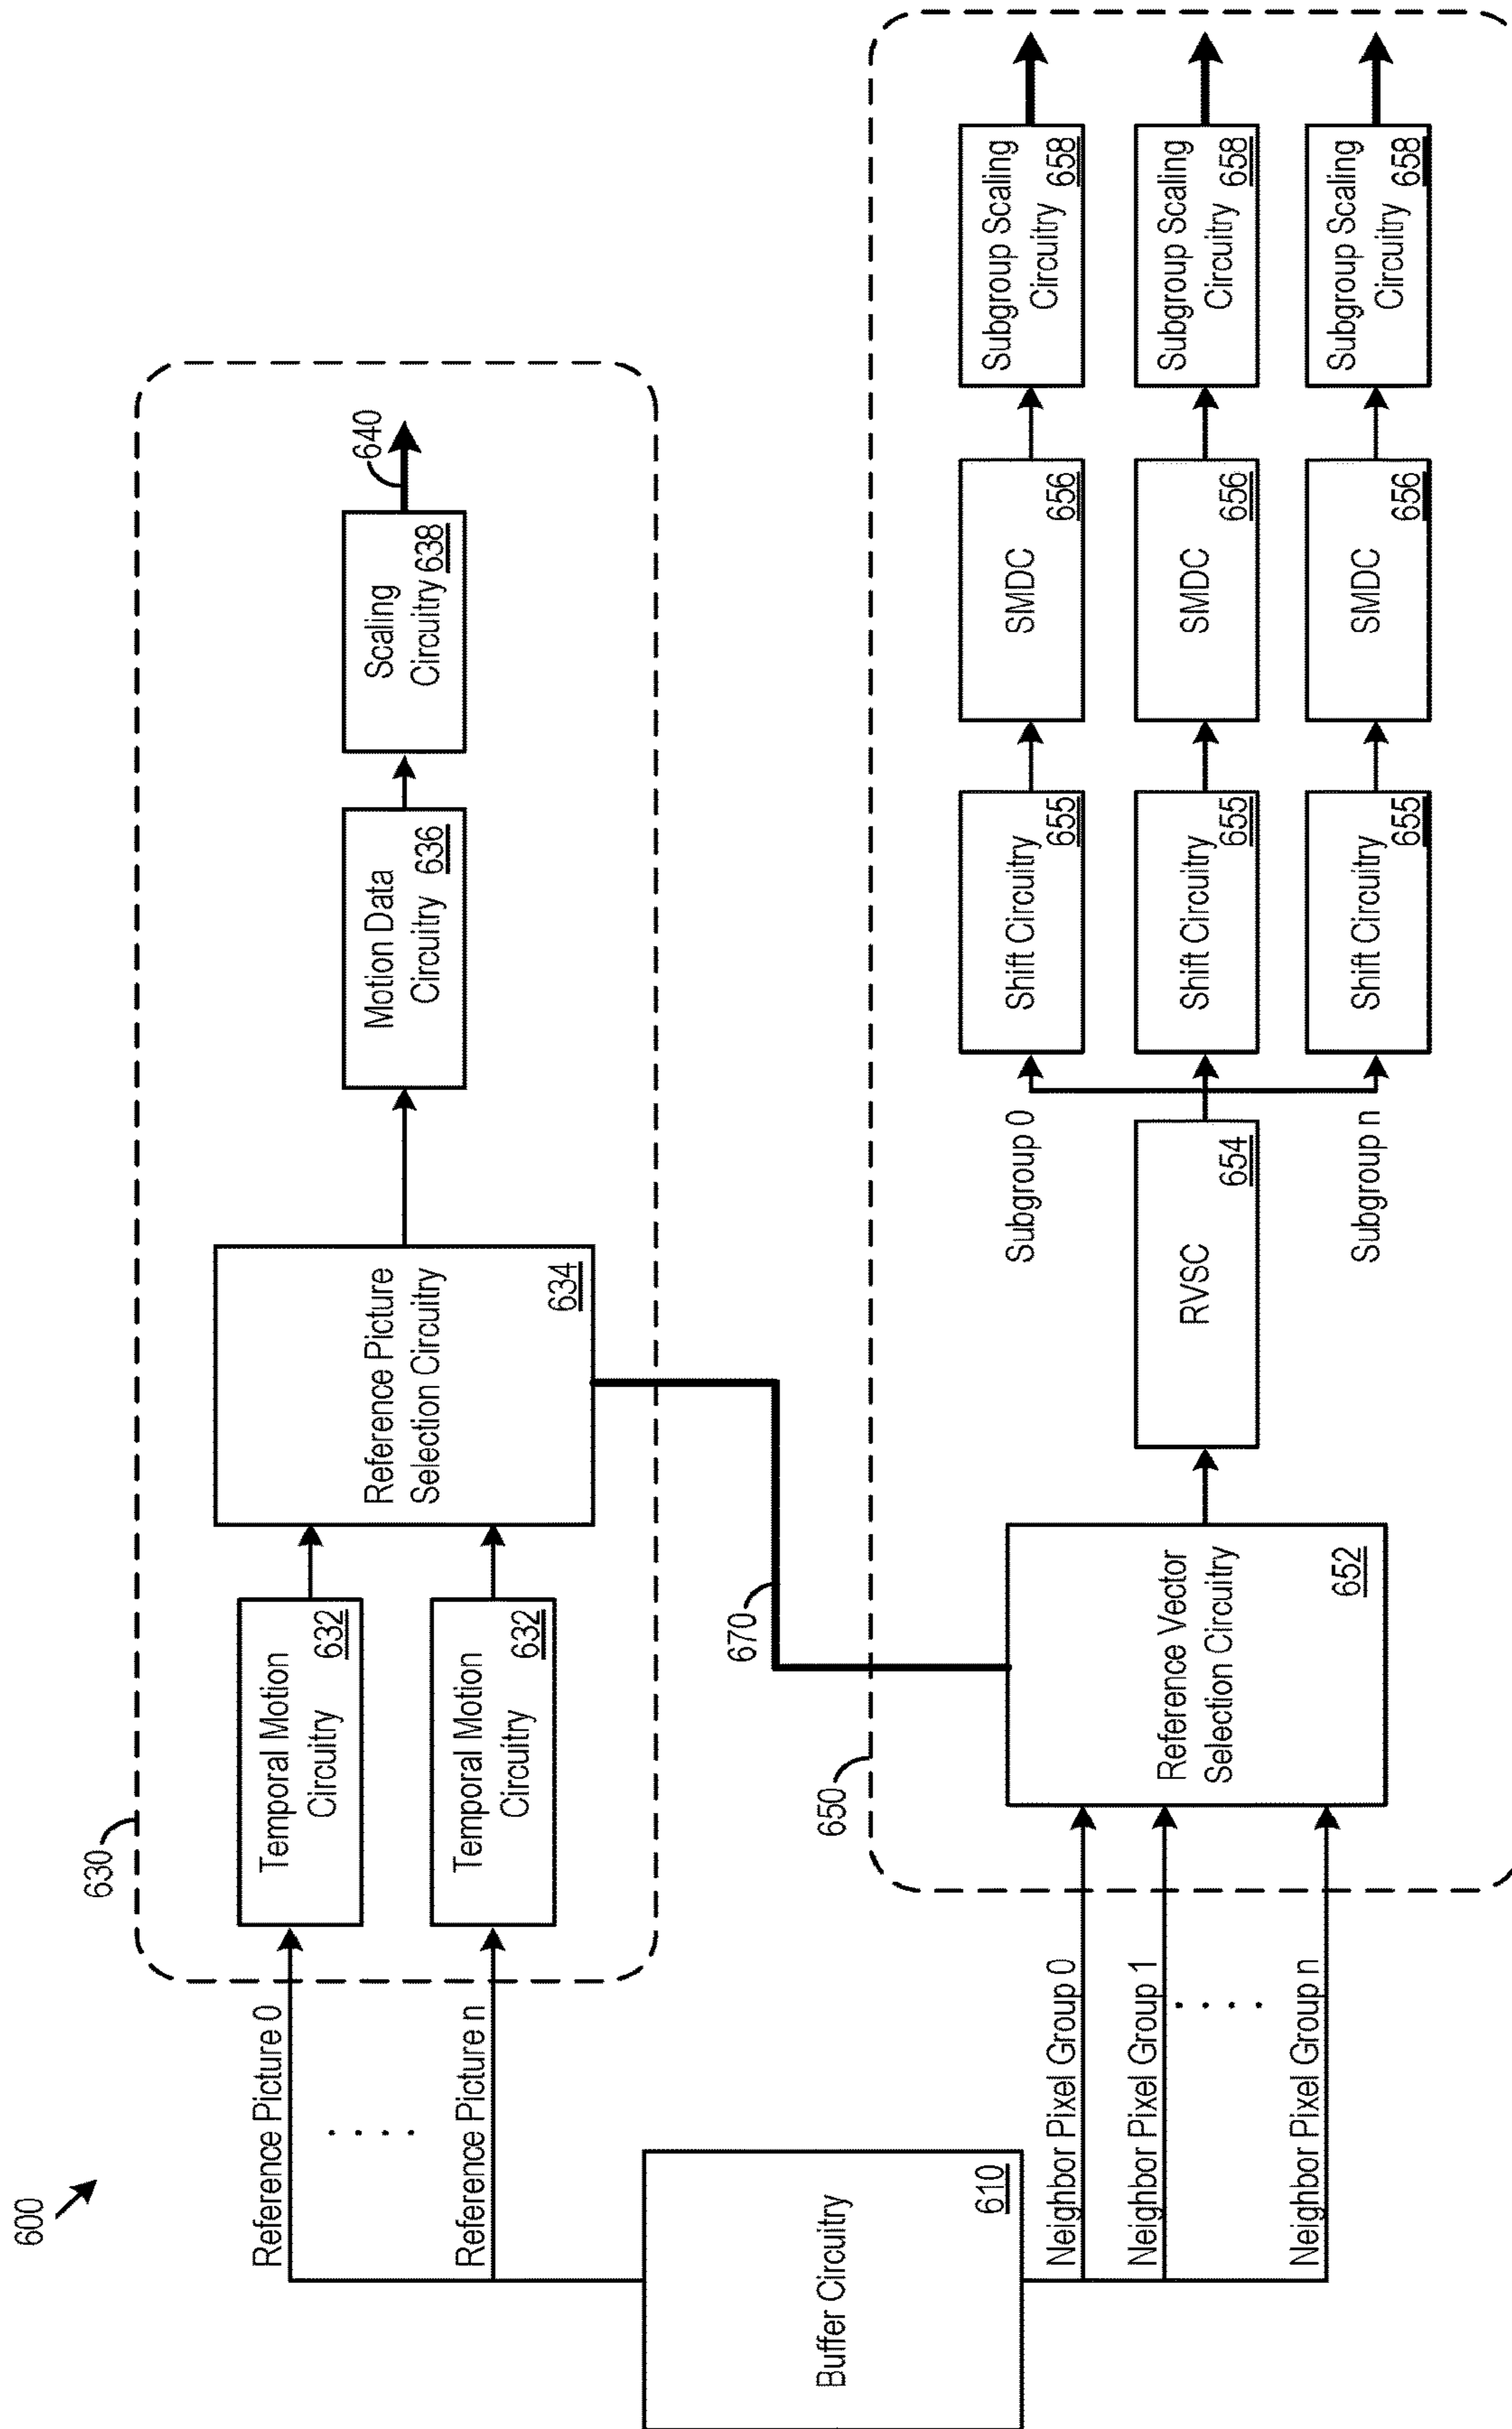 600
Buffer Circuitry
610
Reference Picture 0
. . . .
Reference Picture n
Neighbor Pixel Group 0
Neighbor Pixel Group 1
. . . .
Neighbor Pixel Group n
630
Temporal Motion
Circuitry
632
Temporal Motion
Circuitry
632
Reference Picture
Selection Circuitry
634
Motion Data
Circuitry 636
Scaling
Circuitry 638
640
670
650
Reference Vector
Selection Circuitry
652
RVSC
654
Subgroup 0
Subgroup n
Shift Circuitry
655
SMDC
656
Subgroup Scaling
Circuitry 658
Shift Circuitry
655
SMDC
656
Subgroup Scaling
Circuitry 658
Shift Circuitry
655
SMDC
656
Subgroup Scaling
Circuitry 658